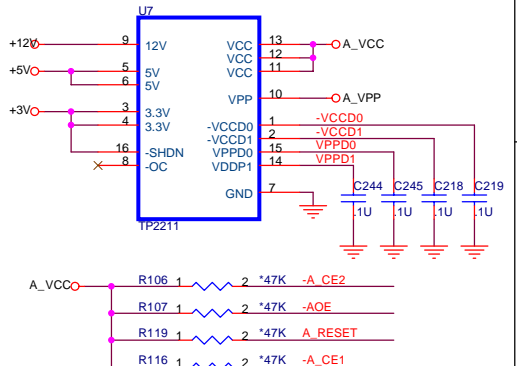 U7
+12V 9 12V VCC 13 A_VCC
VCC 12
+5V 5 5V VCC 11
6 5V
VPP 10 A_VPP
+3V 3 3.3V
4 3.3V -VCCD0 1 -VCCD0
-VCCD1 2 -VCCD1
16 -SHDN VPPD0 15 VPPD0
8 -OC VDDP1 14 VPPD1
GND 7
C244 C245 C218 C219
.1U .1U .1U .1U
TP2211
A_VCC R106 1 2 *47K -A_CE2
R107 1 2 *47K -AOE
R119 1 2 *47K A_RESET
R116 1 2 *47K -A_CE1